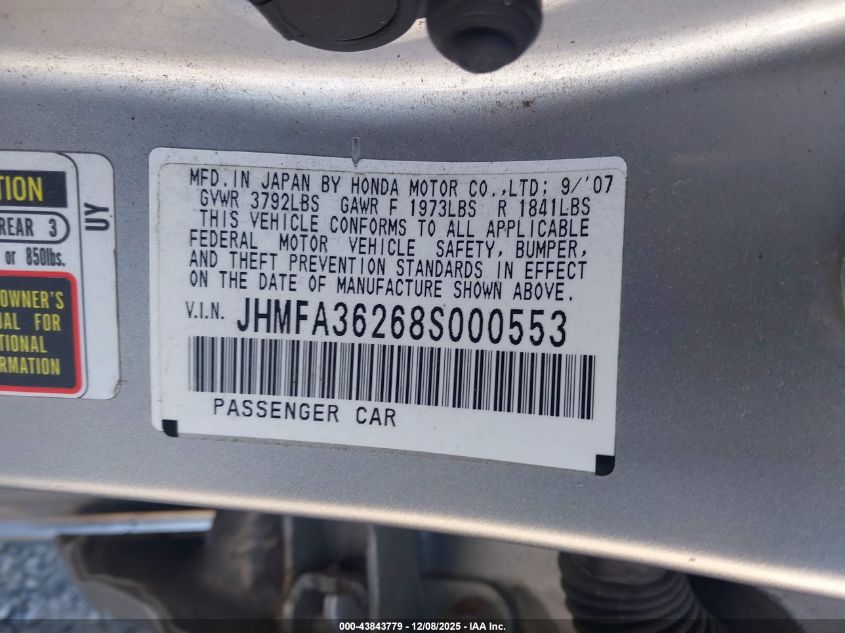 TION
REAR 3
or 850lbs.
OWNER'S
UAL FOR
TIONAL
RMATION
UY
MFD. IN JAPAN BY HONDA MOTOR CO.,LTD; 9/'07
GVWR 3792LBS GAWR F 1973LBS R 1841LBS
THIS VEHICLE CONFORMS TO ALL APPLICABLE
FEDERAL MOTOR VEHICLE SAFETY, BUMPER,
AND THEFT PREVENTION STANDARDS IN EFFECT
ON THE DATE OF MANUFACTURE SHOWN ABOVE.
V.I.N. JHMFA36268S000553
PASSENGER CAR
000-43843779 - 12/08/2025 - IAA Inc.